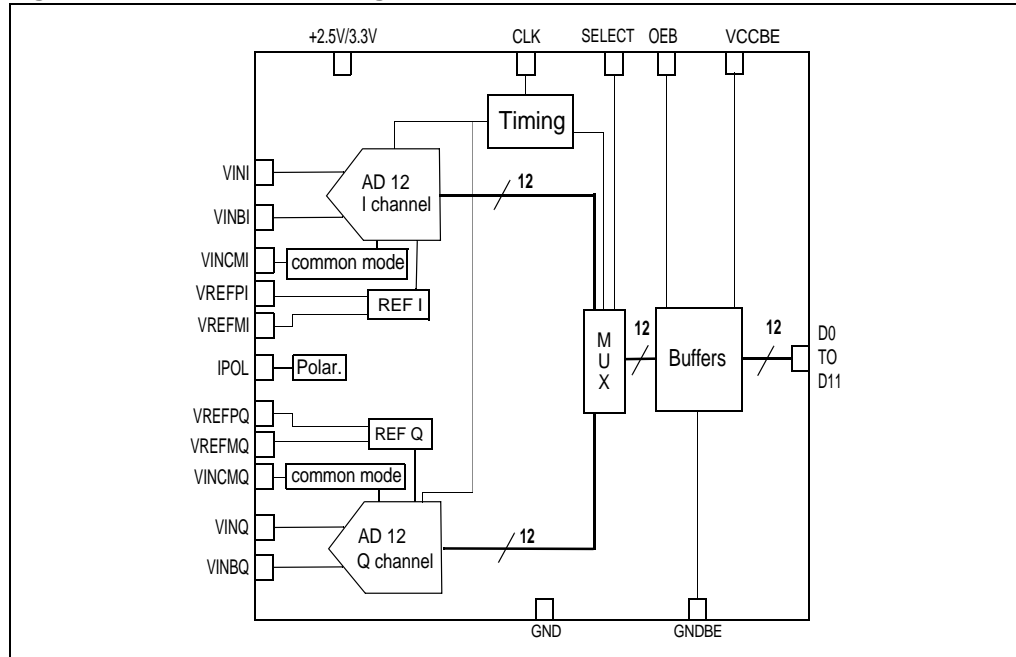 +2.5V/3.3V
CLK
SELECT
OEB
VCCBE
Timing
VINI
VINBI
VINCMI
VREFPI
VREFMI
IPOL
VREFPQ
VREFMQ
VINCMQ
VINQ
VINBQ
AD 12
I channel
12
common mode
REF I
Polar.
REF Q
common mode
AD 12
Q channel
12
M
U
X
12
Buffers
12
D0
TO
D11
GND
GNDBE